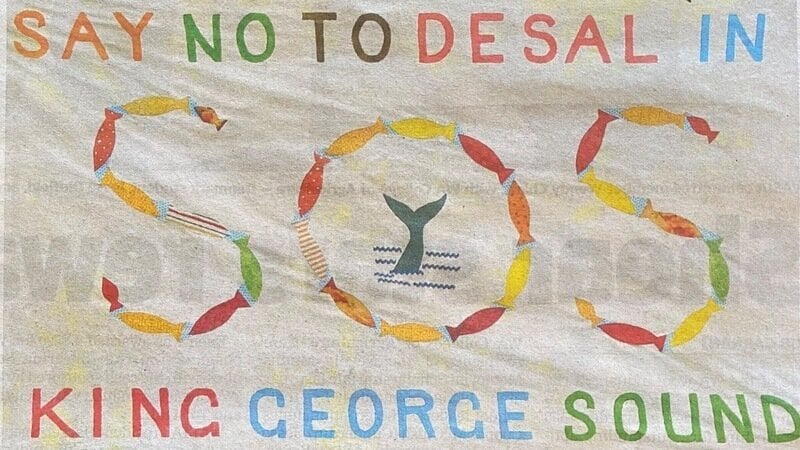 SAY NO TO DESAL IN
SOS
KING GEORGE SOUND